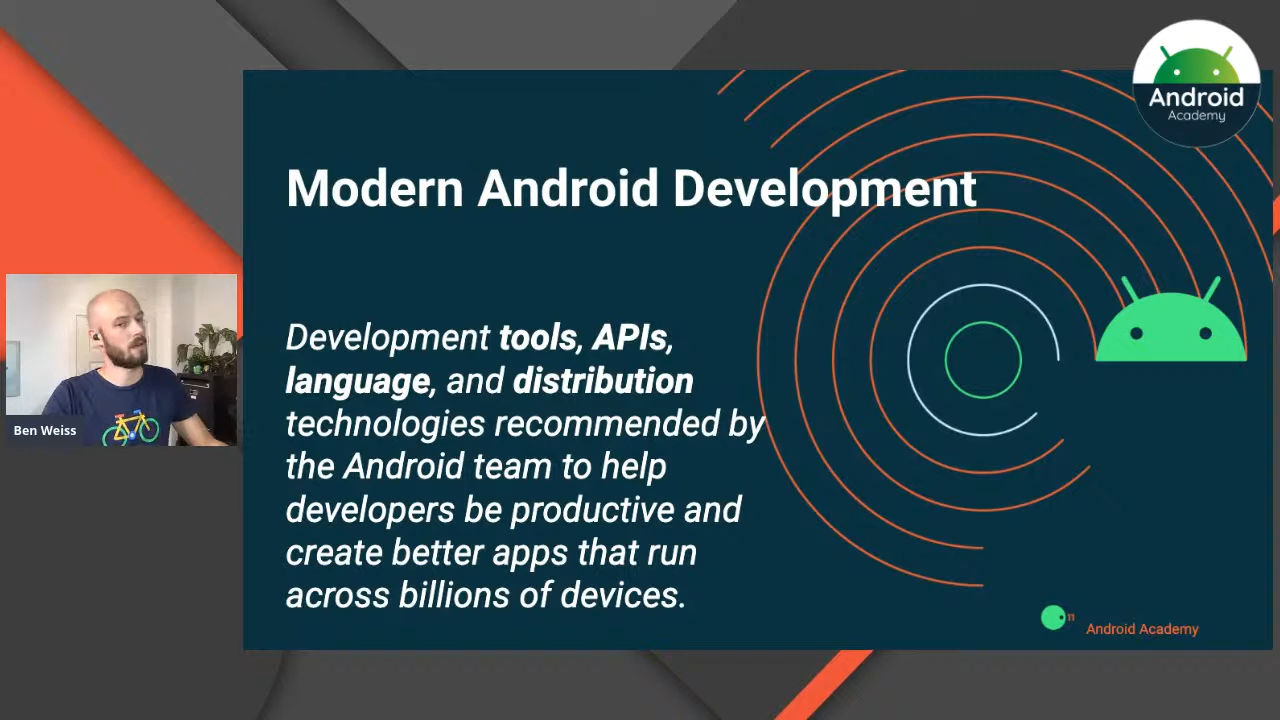 Android
Academy
Modern Android Development
Development tools, APIs,
language, and distribution
technologies recommended by
the Android team to help
developers be productive and
create better apps that run
across billions of devices.
Ben Weiss
11
Android Academy